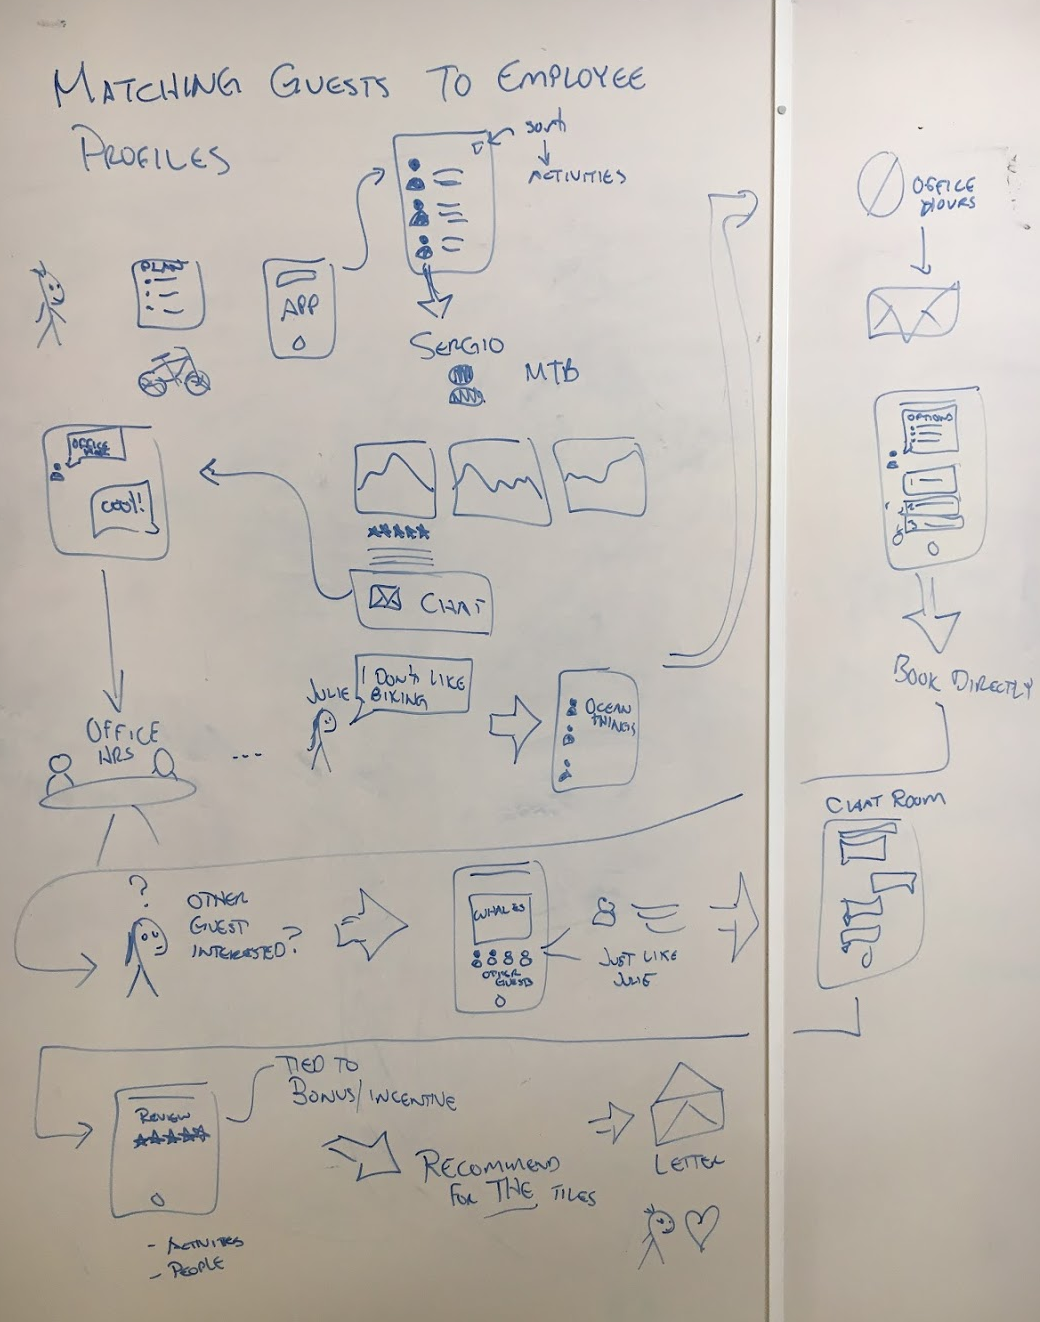 MATCHING GUESTS TO EMPLOYEE
PROFILES
SORT
ACTIVITIES
PLAN
APP
SERGIO
MTB
OFFICE
COOL!
CHAT
OFFICE
HRS
...
JULIE
I DON'T LIKE
BIKING
OCEAN
THINGS
OFFICE
HOURS
OPTIONS
BOOK DIRECTLY
?
OTHER
GUEST
INTERESTED?
WHALES
OTHER
GUESTS
JUST LIKE
JULIE
CHAT ROOM
REVIEW
TIED TO
BONUS/INCENTIVE
RECOMMEND
FOR THE TILES
LETTER
- ACTIVITIES
- PEOPLE